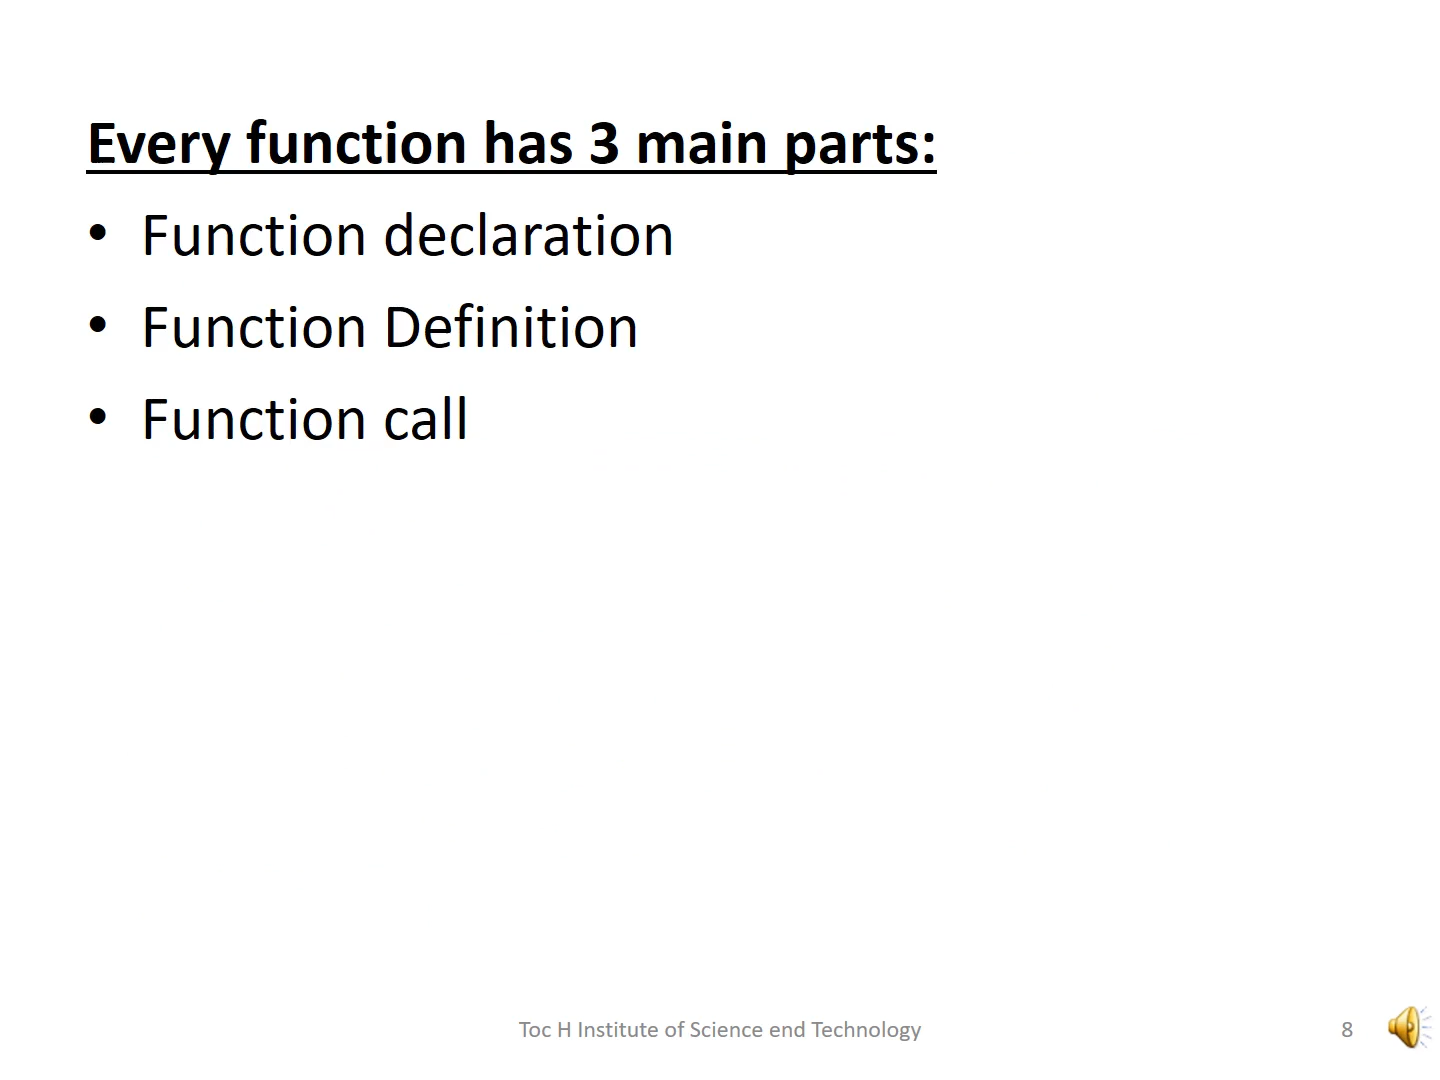 Every function has 3 main parts:
• Function declaration
• Function Definition
• Function call
Toc H Institute of Science end Technology
8